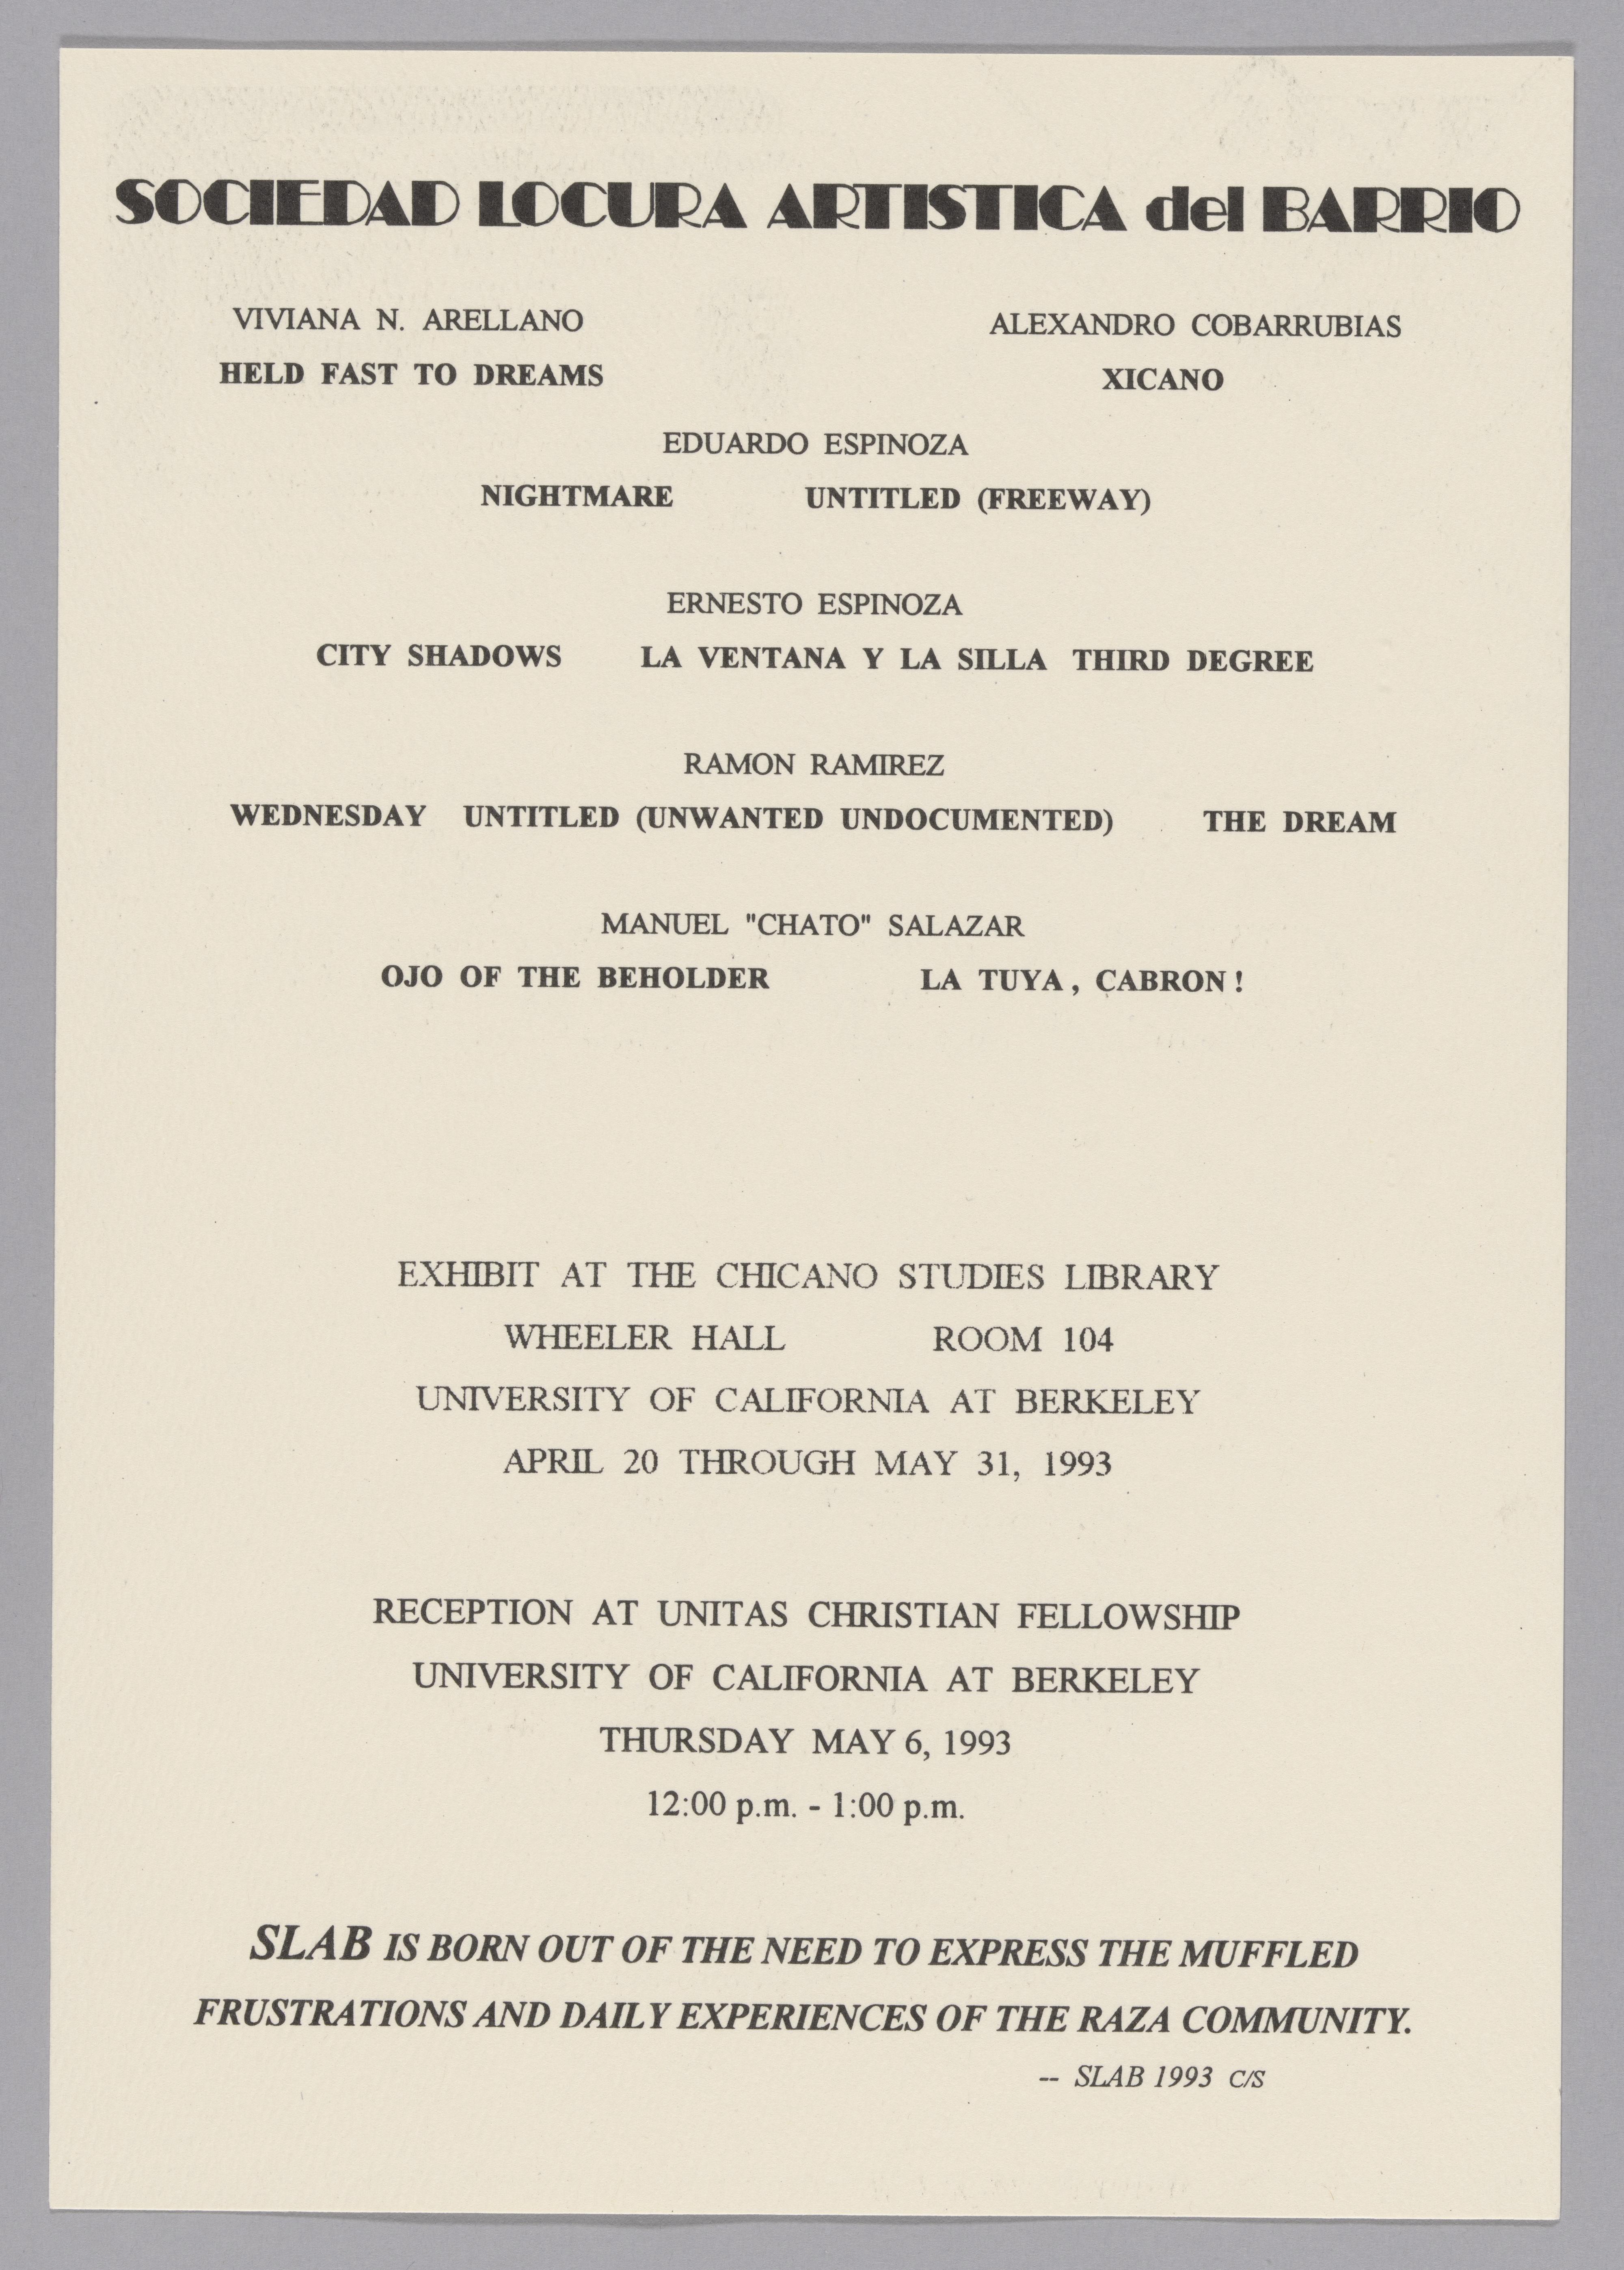 SOCIEDAD LOCURA ARTISTICA del BARRIO
VIVIANA N. ARELLANO ALEXANDRO COBARRUBIAS
HELD FAST TO DREAMS XICANO
EDUARDO ESPINOZA
NIGHTMARE UNTITLED (FREEWAY)
ERNESTO ESPINOZA
CITY SHADOWS LA VENTANA Y LA SILLA THIRD DEGREE
RAMON RAMIREZ
WEDNESDAY UNTITLED (UNWANTED UNDOCUMENTED) THE DREAM
MANUEL "CHATO" SALAZAR
OJO OF THE BEHOLDER LA TUYA, CABRON!
EXHIBIT AT THE CHICANO STUDIES LIBRARY
WHEELER HALL ROOM 104
UNIVERSITY OF CALIFORNIA AT BERKELEY
APRIL 20 THROUGH MAY 31, 1993
RECEPTION AT UNITAS CHRISTIAN FELLOWSHIP
UNIVERSITY OF CALIFORNIA AT BERKELEY
THURSDAY MAY 6, 1993
12:00 p.m. - 1:00 p.m.
SLAB IS BORN OUT OF THE NEED TO EXPRESS THE MUFFLED
FRUSTRATIONS AND DAILY EXPERIENCES OF THE RAZA COMMUNITY.
-- SLAB 1993 C/S